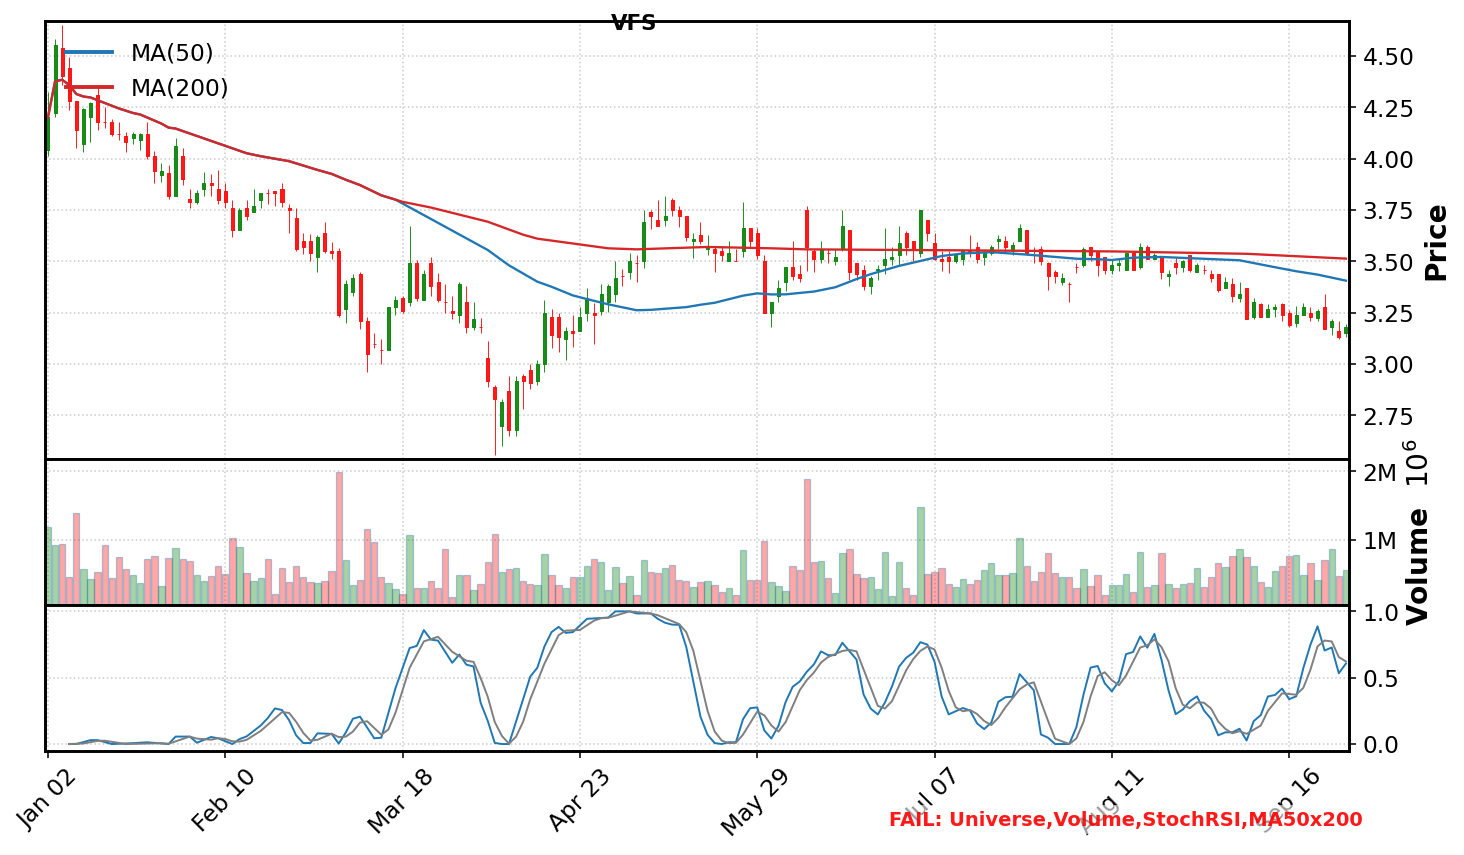 VFS
MA(50)
MA(200)
4.50
4.25
4.00
3.75
3.50
3.25
3.00
2.75
Price
2M
1M
Volume 10^6
1.0
0.5
0.0
Jan 02
Feb 10
Mar 18
Apr 23
May 29
Jul 07
Aug 11
Sep 16
FAIL: Universe,Volume,StochRSI,MA50x200